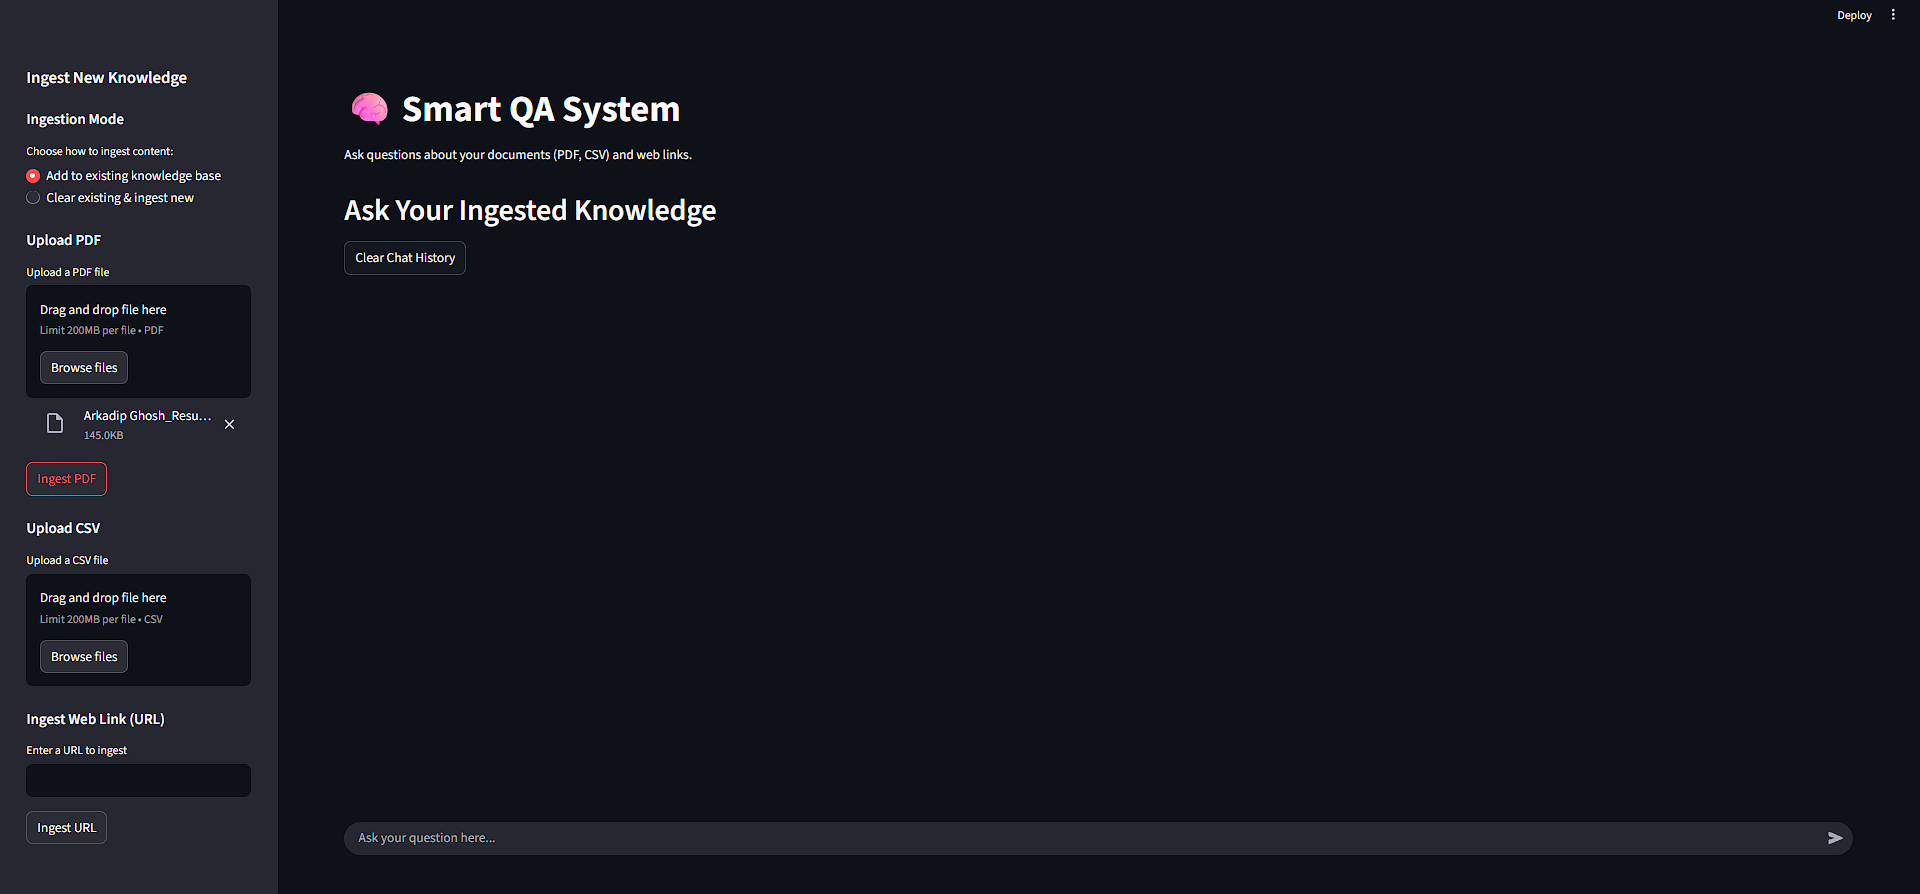 Deploy
Ingest New Knowledge
Ingestion Mode
Choose how to ingest content:
Add to existing knowledge base
Clear existing & ingest new
Upload PDF
Upload a PDF file
Drag and drop file here
Limit 200MB per file • PDF
Browse files
Arkadip Ghosh_Resu...
145.0KB
Ingest PDF
Upload CSV
Upload a CSV file
Drag and drop file here
Limit 200MB per file • CSV
Browse files
Ingest Web Link (URL)
Enter a URL to ingest
Ingest URL
Smart QA System
Ask questions about your documents (PDF, CSV) and web links.
Ask Your Ingested Knowledge
Clear Chat History
Ask your question here...